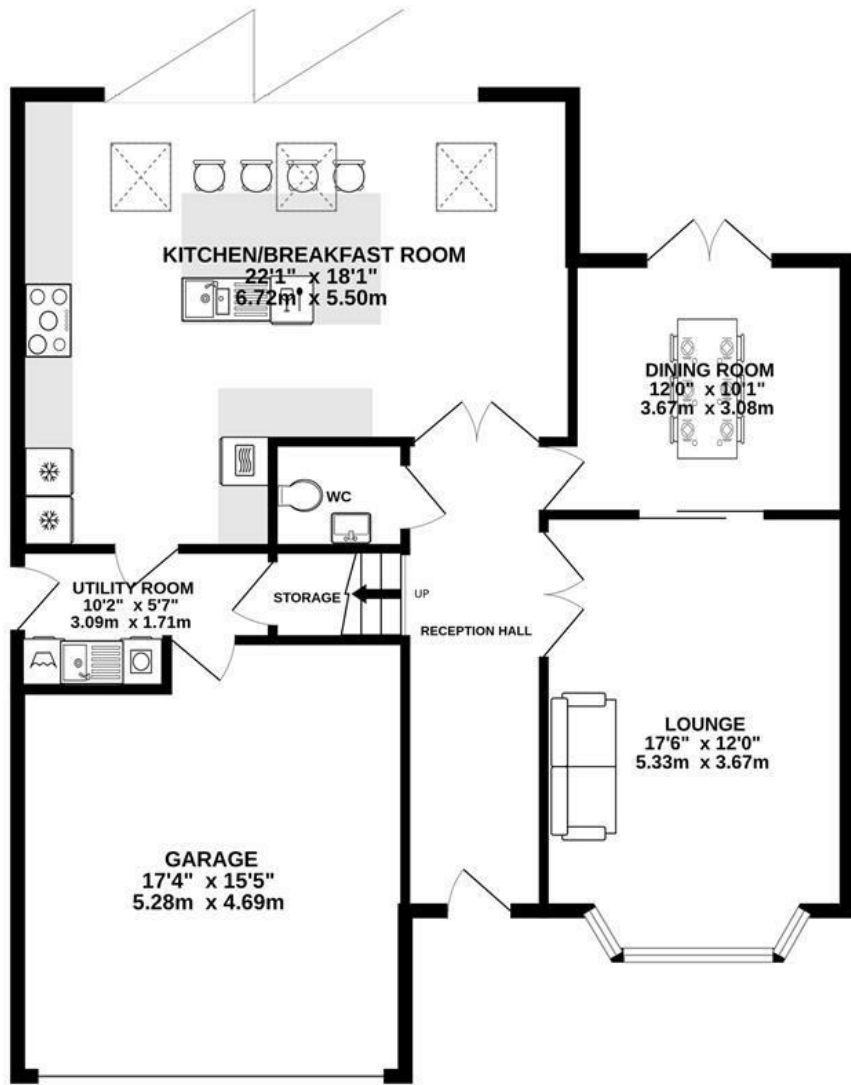 KITCHEN/BREAKFAST ROOM
22'1" x 18'1"
6.72m x 5.50m
DINING ROOM
12'0" x 10'1"
3.67m x 3.08m
WC
UTILITY ROOM
10'2" x 5'7"
3.09m x 1.71m
STORAGE
UP
RECEPTION HALL
LOUNGE
17'6" x 12'0"
5.33m x 3.67m
GARAGE
17'4" x 15'5"
5.28m x 4.69m